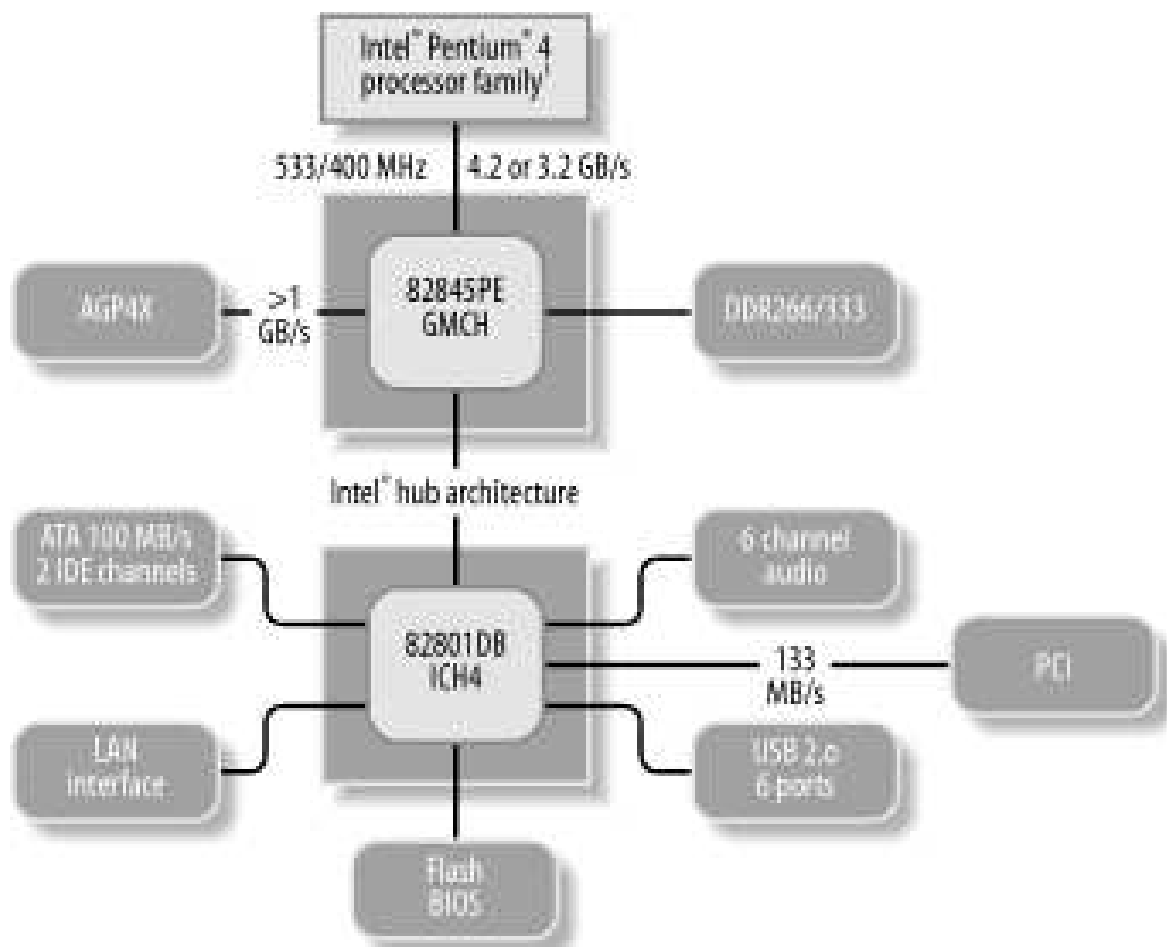 Intel® Pentium® 4
processor family¹
533/400 MHz
4.2 or 3.2 GB/s
82845PE
GMCH
AGP4X
>1
GB/s
DDR266/333
Intel® hub architecture
ATA 100 MB/s
2 IDE channels
6 channel
audio
82801DB
ICH4
133
MB/s
PCI
LAN
interface
USB 2.0
6 ports
Flash
BIOS